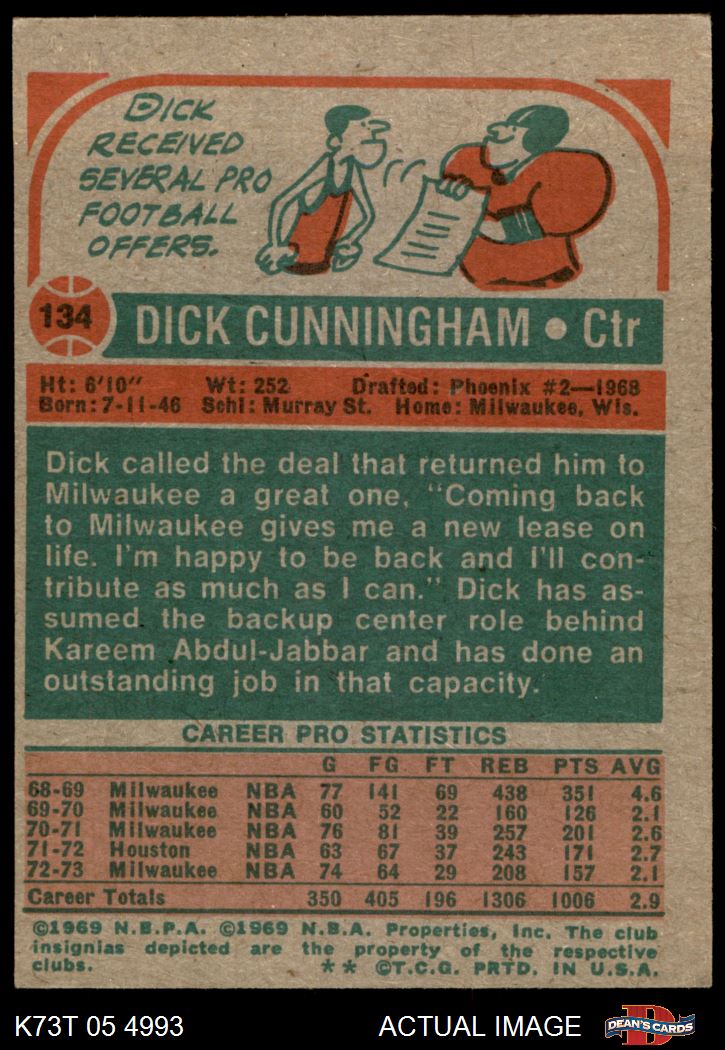 DICK
RECEIVED
SEVERAL PRO
FOOTBALL
OFFERS.
134
DICK CUNNINGHAM • Ctr
Ht: 6'10" Wt: 252 Drafted: Phoenix #2—1968
Born: 7-11-46 Schl: Murray St. Home: Milwaukee, Wis.
Dick called the deal that returned him to
Milwaukee a great one, "Coming back
to Milwaukee gives me a new lease on
life. I'm happy to be back and I'll con-
tribute as much as I can." Dick has as-
sumed the backup center role behind
Kareem Abdul-Jabbar and has done an
outstanding job in that capacity.
CAREER PRO STATISTICS
G FG FT REB PTS AVG
68-69 Milwaukee NBA 77 141 69 438 351 4.6
69-70 Milwaukee NBA 60 52 22 160 126 2.1
70-71 Milwaukee NBA 76 81 39 257 201 2.6
71-72 Houston NBA 63 67 37 243 171 2.7
72-73 Milwaukee NBA 74 64 29 208 157 2.1
Career Totals 350 405 196 1306 1006 2.9
©1969 N.B.P.A. ©1969 N.B.A. Properties, Inc. The club
insignias depicted are the property of the respective
clubs. ** ©T.C.G. PRTD. IN U.S.A.
K73T 05 4993 ACTUAL IMAGE
D
DEAN'S CARDS